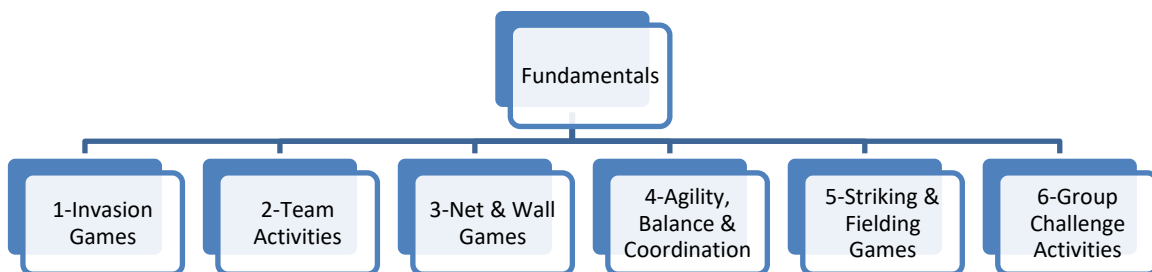 Fundamentals
1-Invasion
Games
2-Team
Activities
3-Net & Wall
Games
4-Agility,
Balance &
Coordination
5-Striking &
Fielding
Games
6-Group
Challenge
Activities